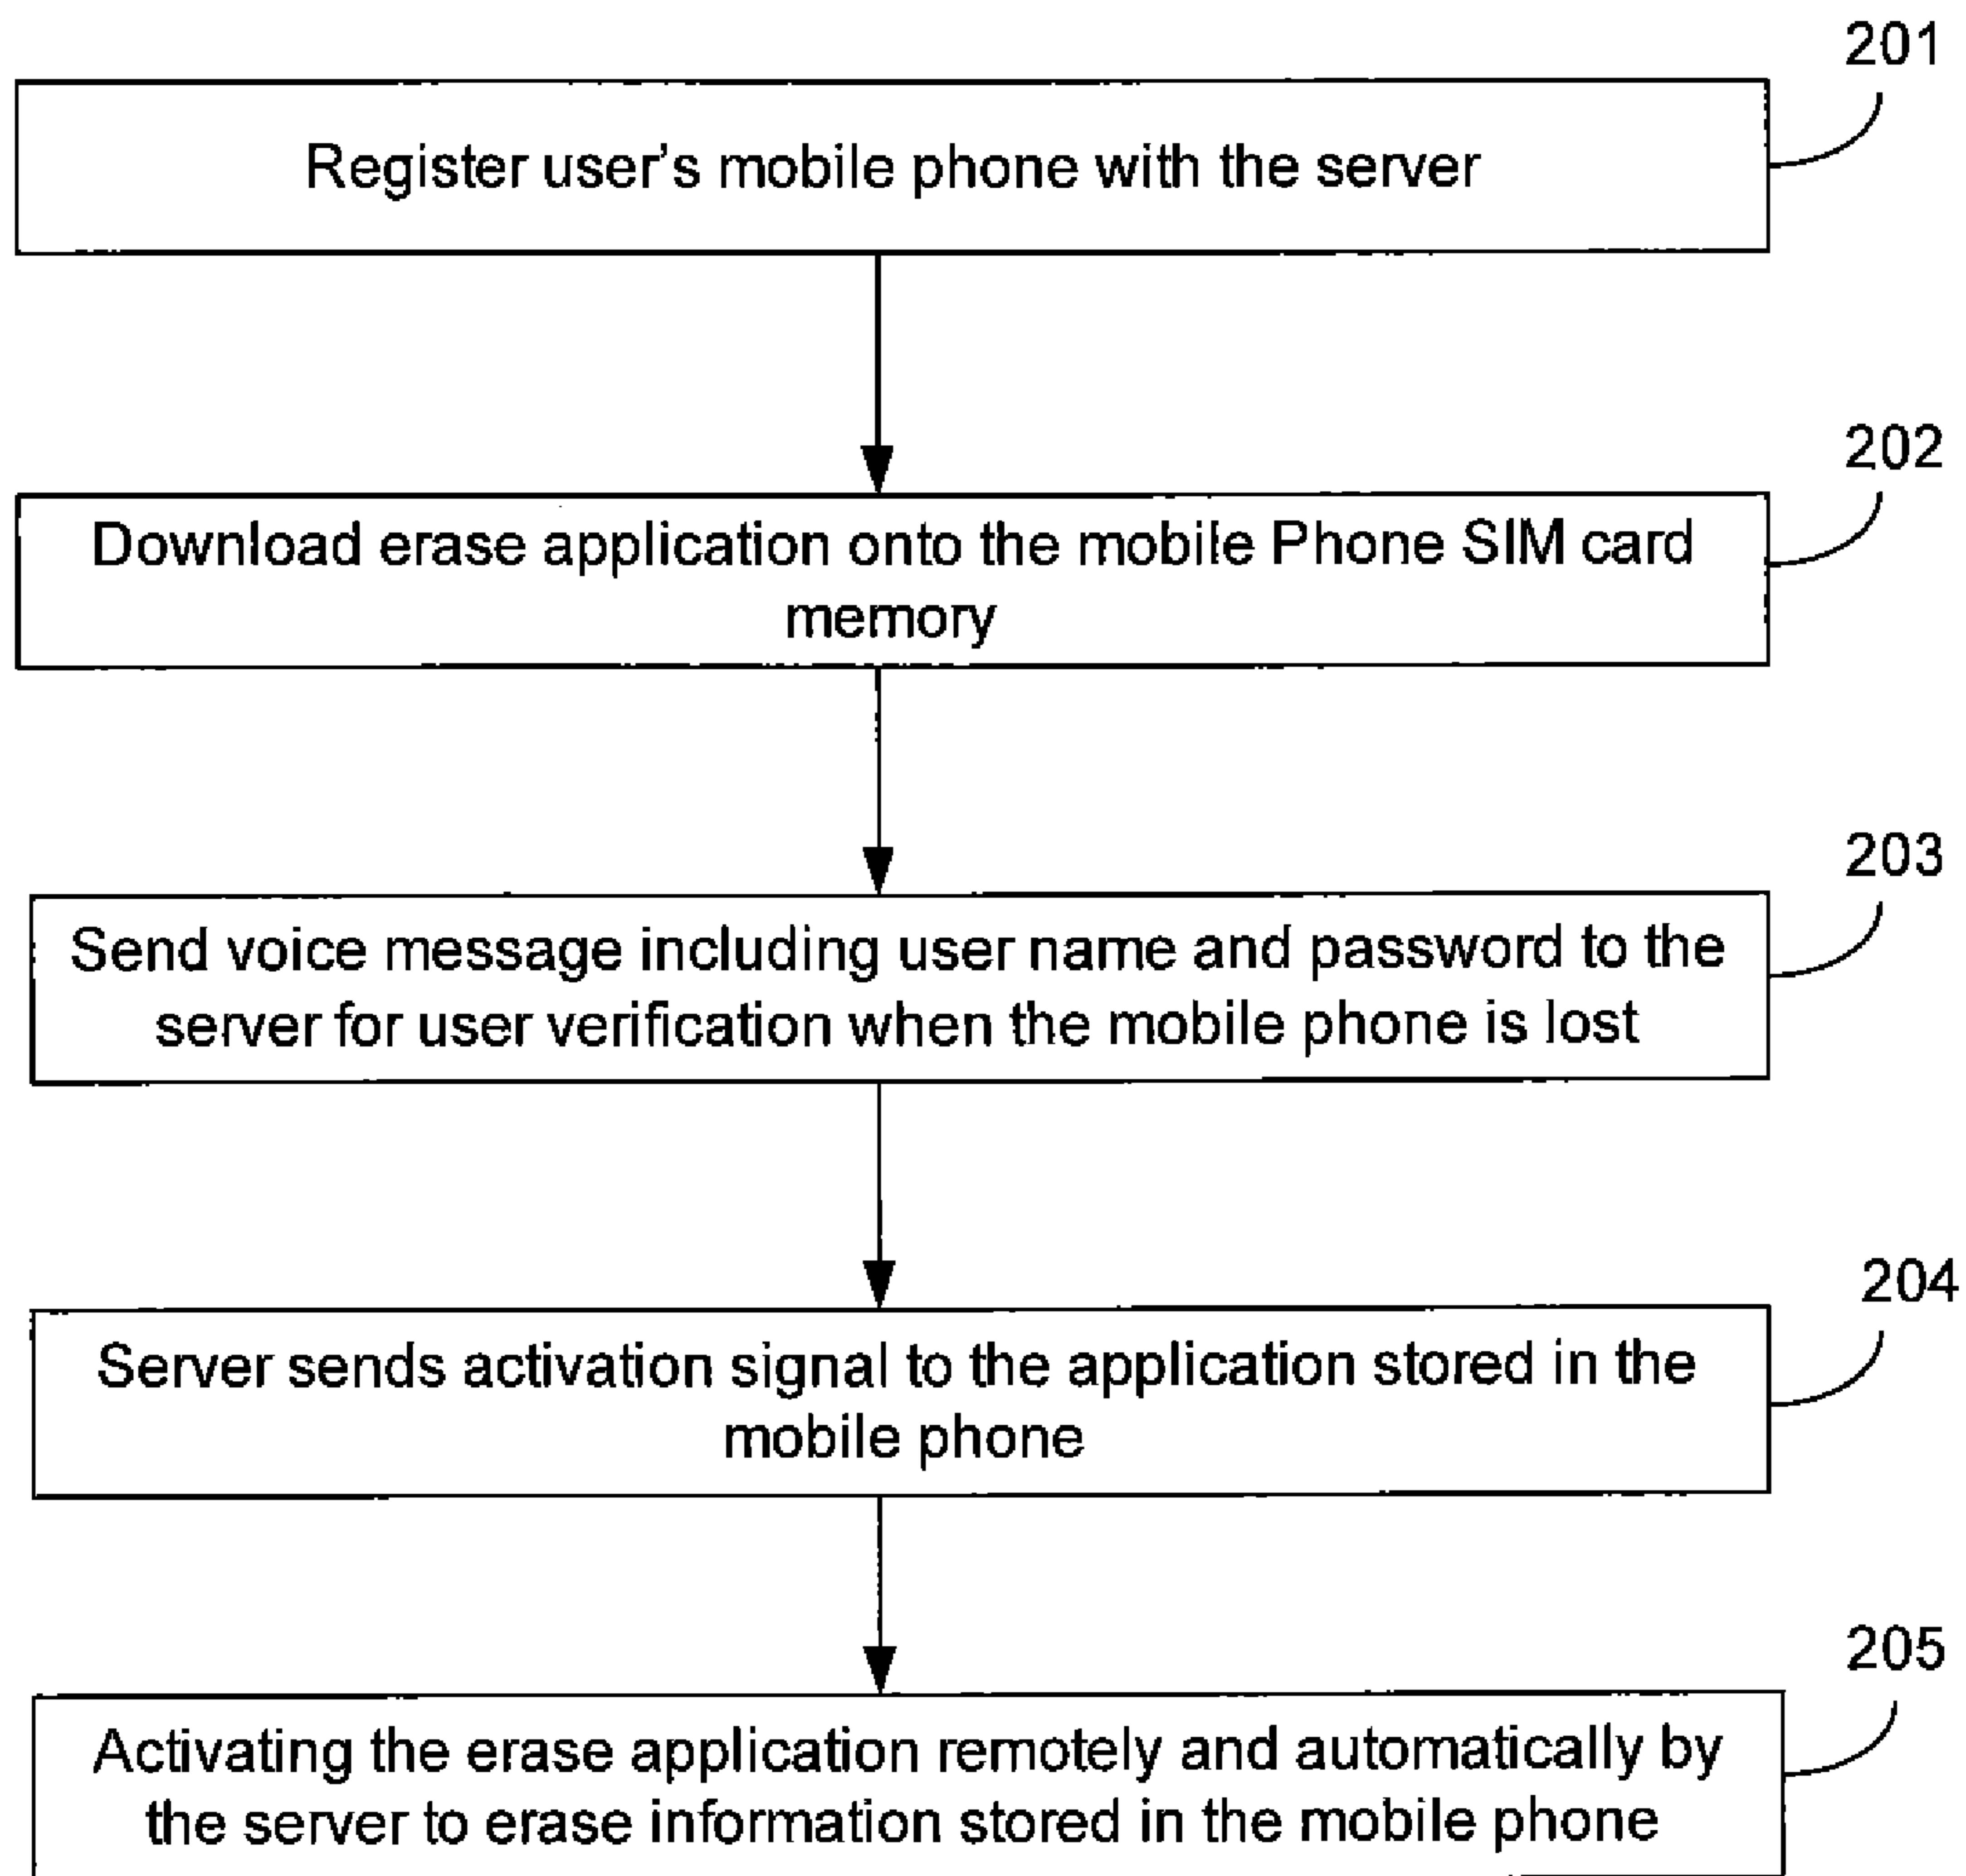 201
Register user's mobile phone with the server
202
Download erase application onto the mobile Phone SIM card
memory
203
Send voice message including user name and password to the
server for user verification when the mobile phone is lost
204
Server sends activation signal to the application stored in the
mobile phone
205
Activating the erase application remotely and automatically by
the server to erase information stored in the mobile phone